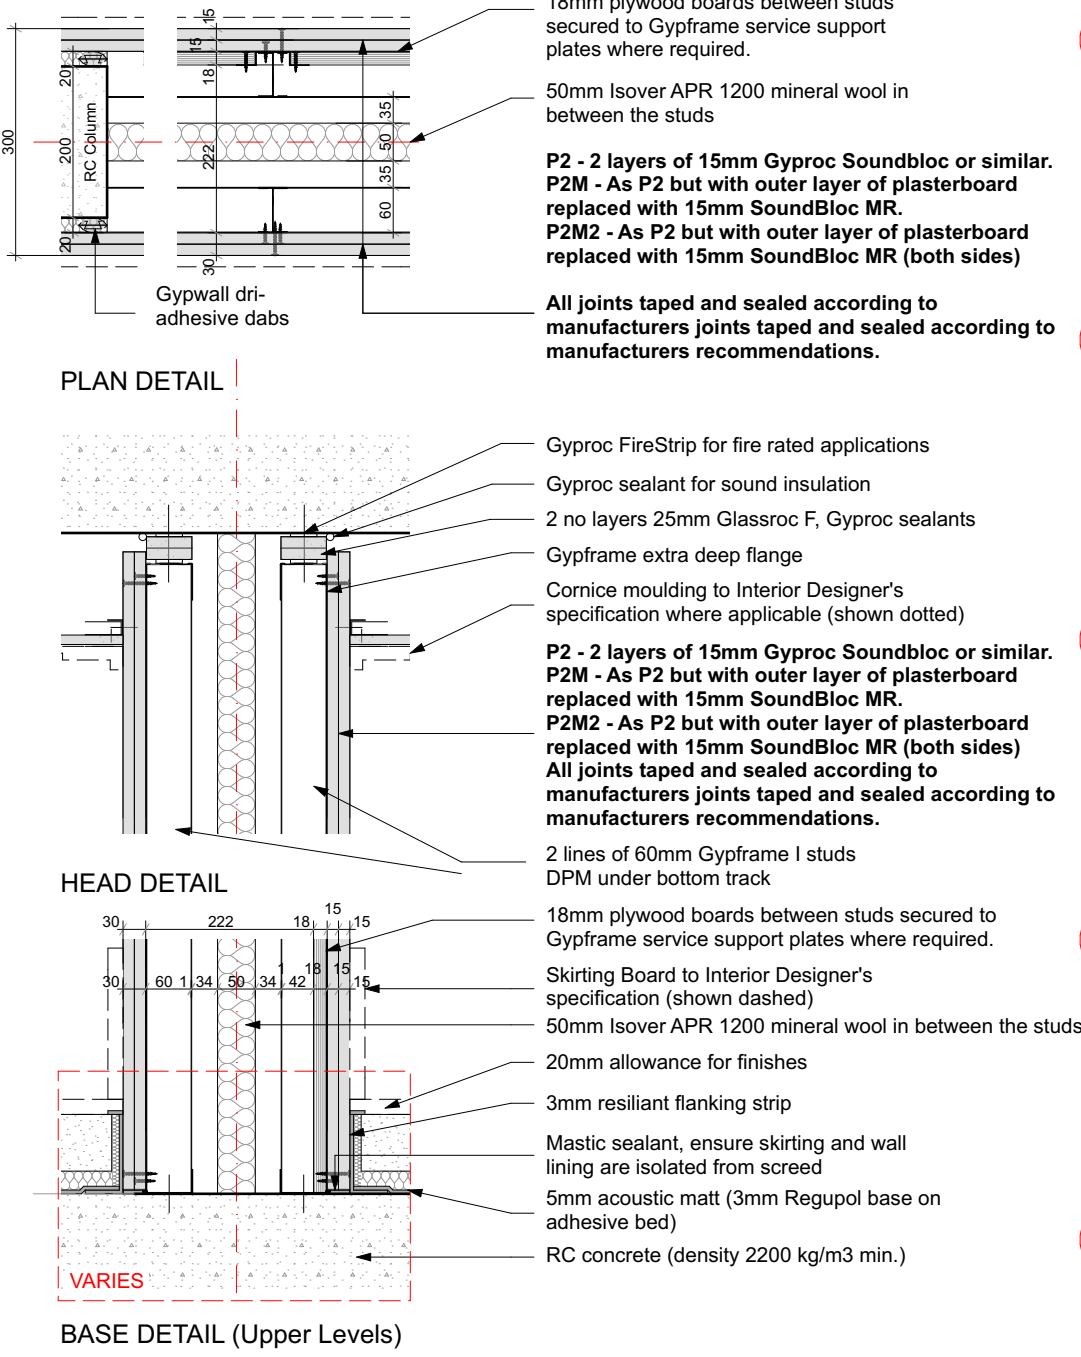 18mm plywood boards between studs
secured to Gypframe service support
plates where required.
50mm Isover APR 1200 mineral wool in
between the studs
P2 - 2 layers of 15mm Gyproc Soundbloc or similar.
P2M - As P2 but with outer layer of plasterboard
replaced with 15mm SoundBloc MR.
P2M2 - As P2 but with outer layer of plasterboard
replaced with 15mm SoundBloc MR (both sides)
All joints taped and sealed according to
manufacturers joints taped and sealed according to
manufacturers recommendations.
15
15
18
20
300
200
RC Column
222
35
50
35
60
20
30
Gypwall dri-
adhesive dabs
PLAN DETAIL
Gyproc FireStrip for fire rated applications
Gyproc sealant for sound insulation
2 no layers 25mm Glassroc F, Gyproc sealants
Gypframe extra deep flange
Cornice moulding to Interior Designer's
specification where applicable (shown dotted)
P2 - 2 layers of 15mm Gyproc Soundbloc or similar.
P2M - As P2 but with outer layer of plasterboard
replaced with 15mm SoundBloc MR.
P2M2 - As P2 but with outer layer of plasterboard
replaced with 15mm SoundBloc MR (both sides)
All joints taped and sealed according to
manufacturers joints taped and sealed according to
manufacturers recommendations.
2 lines of 60mm Gypframe I studs
DPM under bottom track
HEAD DETAIL
15
30 222 18 15
1 18 15
30 60 1 34 50 34 42 15
18mm plywood boards between studs secured to
Gypframe service support plates where required.
Skirting Board to Interior Designer's
specification (shown dashed)
50mm Isover APR 1200 mineral wool in between the studs
20mm allowance for finishes
3mm resiliant flanking strip
Mastic sealant, ensure skirting and wall
lining are isolated from screed
5mm acoustic matt (3mm Regupol base on
adhesive bed)
RC concrete (density 2200 kg/m3 min.)
VARIES
BASE DETAIL (Upper Levels)